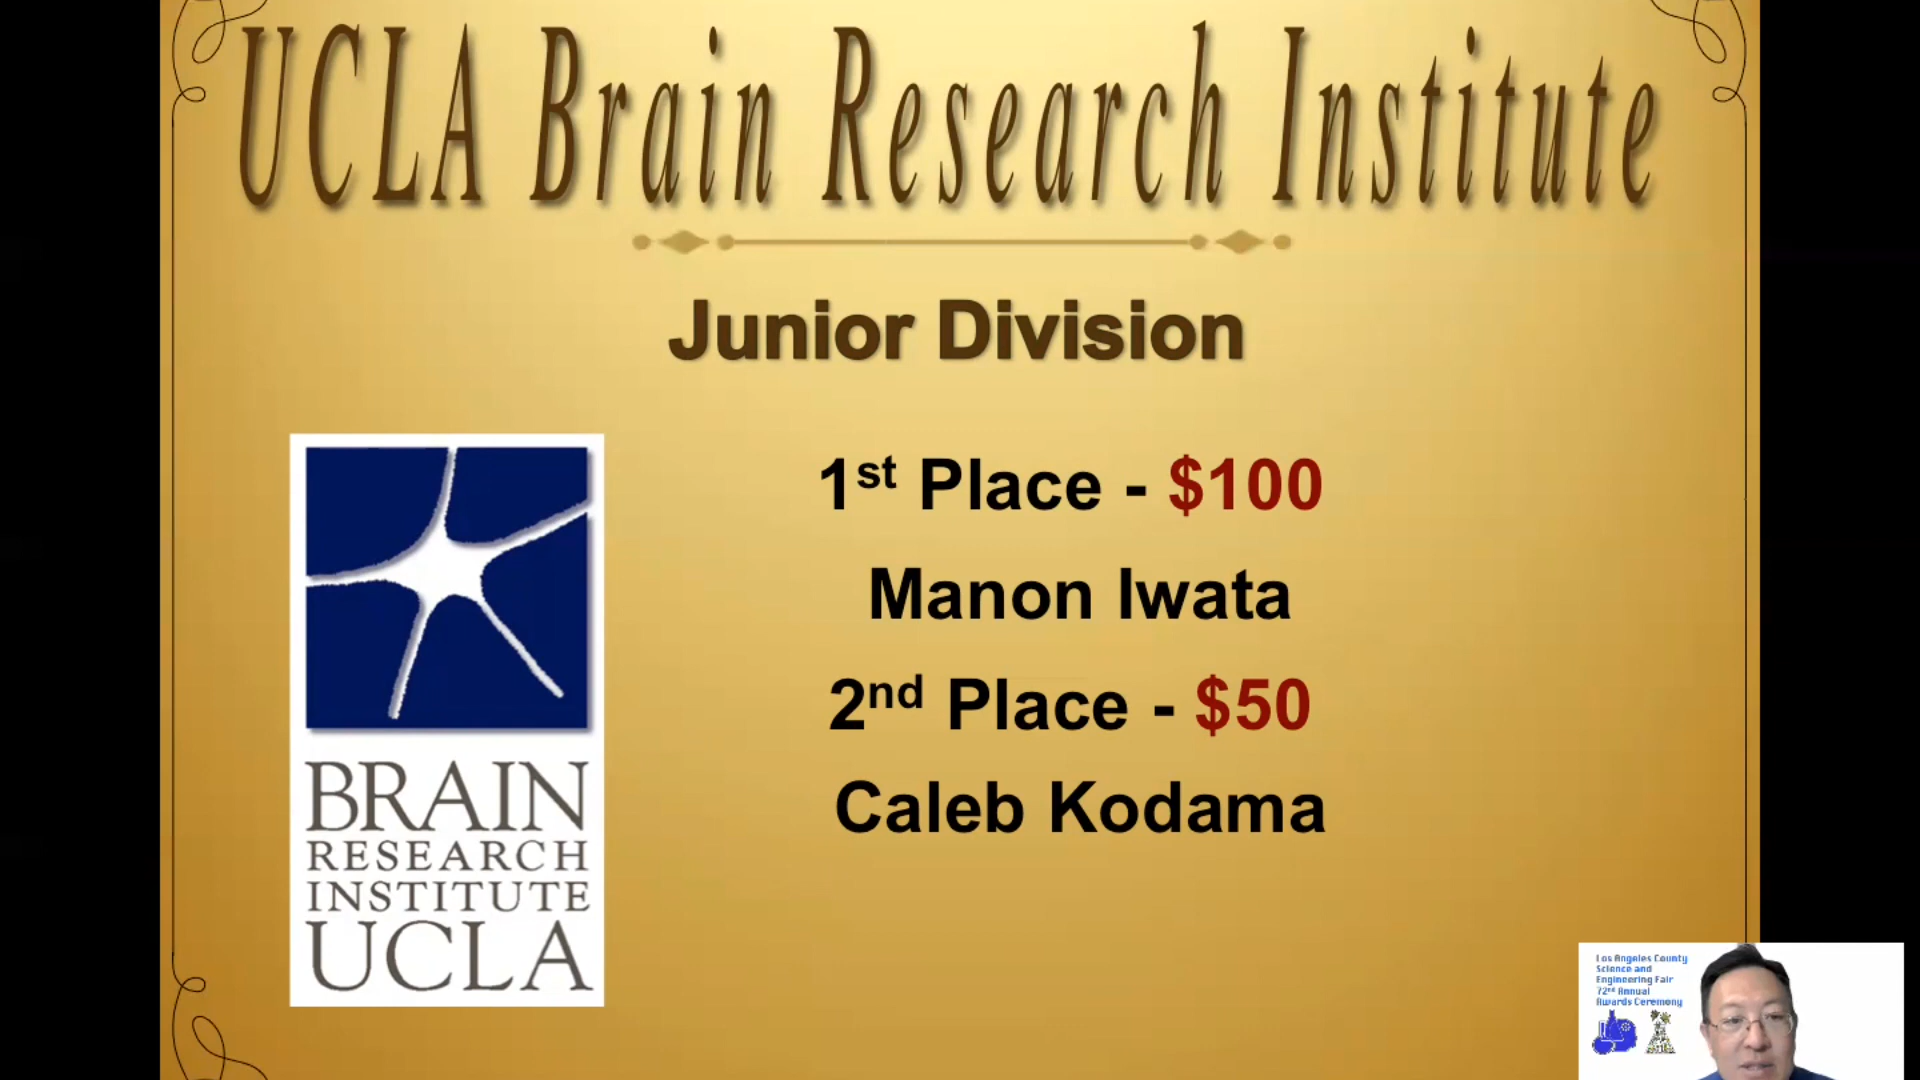 UCLA Brain Research Institute
Junior Division
1st Place - $100
Manon Iwata
2nd Place - $50
Caleb Kodama
BRAIN
RESEARCH
INSTITUTE
UCLA
Los Angeles County
Science and
Engineering Fair
72nd Annual
Awards Ceremony